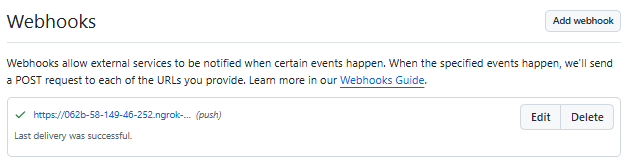 Webhooks
Add webhook
Webhooks allow external services to be notified when certain events happen. When the specified events happen, we'll send
a POST request to each of the URLs you provide. Learn more in our Webhooks Guide.
https://062b-58-149-46-252.ngrok-... (push)
Edit
Delete
Last delivery was successful.